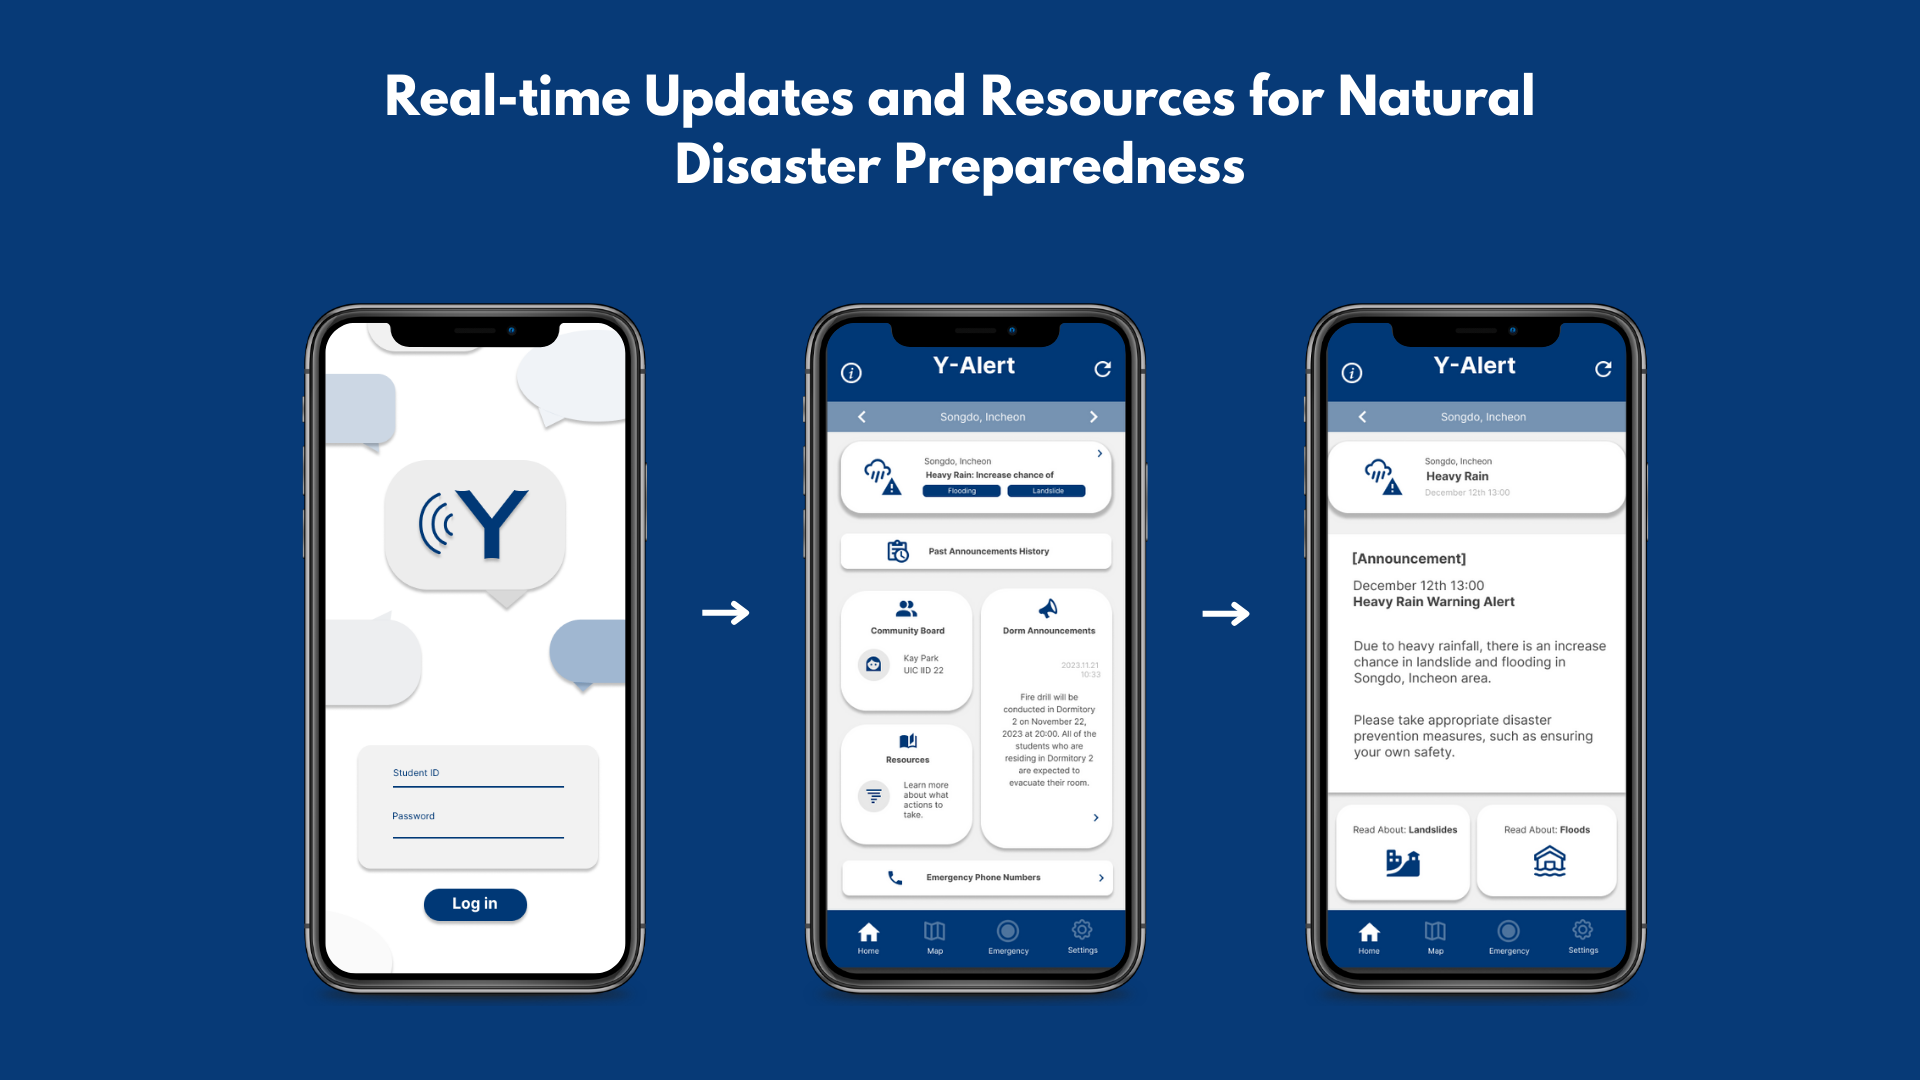 Real-time Updates and Resources for Natural
Disaster Preparedness
Y
Student ID
Password
Log in
Y-Alert
Songdo, Incheon
Songdo, Incheon
Heavy Rain: Increase chance of
Flooding
Landslide
Past Announcements History
Community Board
Kay Park
UIC IID 22
Dorm Announcements
2023.11.21
10:33
Fire drill will be
conducted in Dormitory
2 on November 22,
2023 at 20:00. All of the
students who are
residing in Dormitory 2
are expected to
evacuate their room.
Resources
Learn more
about what
actions to
take.
Emergency Phone Numbers
Home
Map
Emergency
Settings
Y-Alert
Songdo, Incheon
Songdo, Incheon
Heavy Rain
December 12th 13:00
[Announcement]
December 12th 13:00
Heavy Rain Warning Alert
Due to heavy rainfall, there is an increase
chance in landslide and flooding in
Songdo, Incheon area.
Please take appropriate disaster
prevention measures, such as ensuring
your own safety.
Read About: Landslides
Read About: Floods
Home
Map
Emergency
Settings